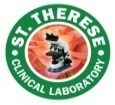 ST. THERESE
CLINICAL LABORATORY